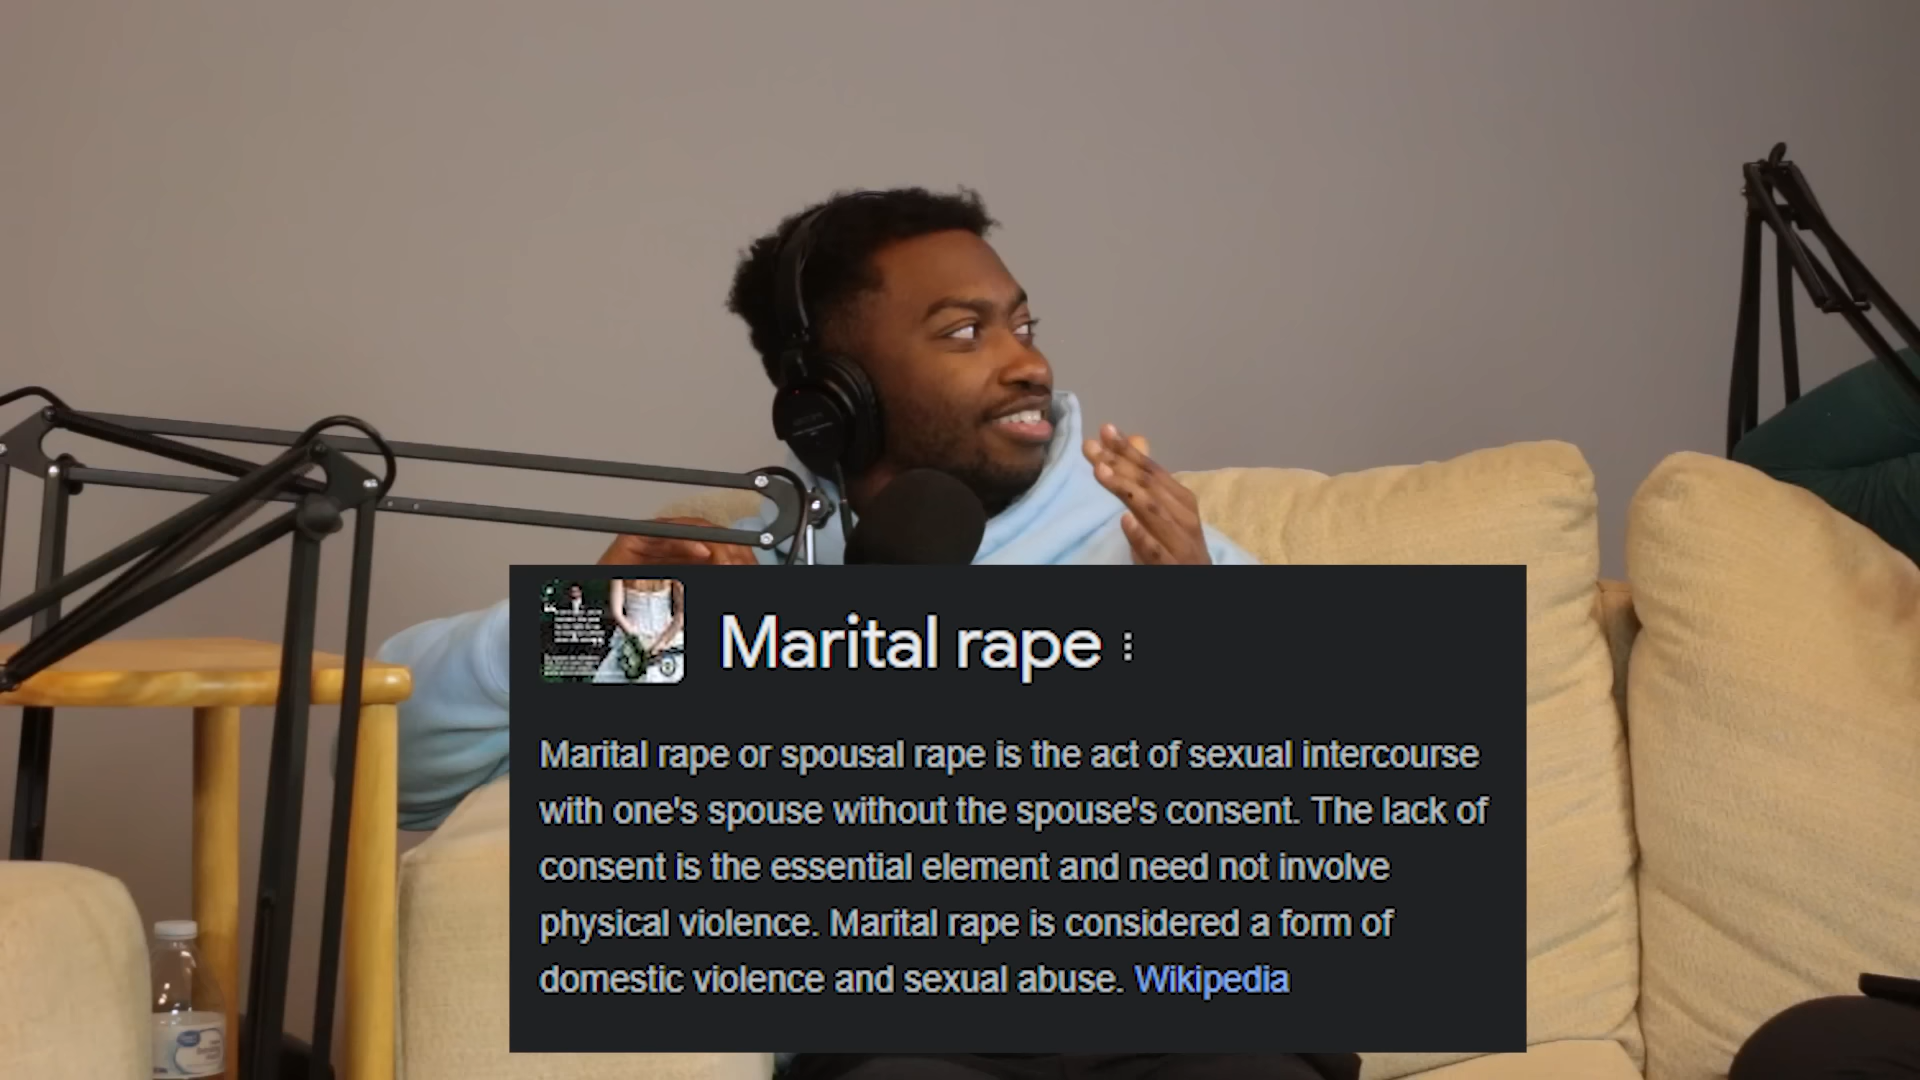 Marital rape
Marital rape or spousal rape is the act of sexual intercourse
with one's spouse without the spouse's consent. The lack of
consent is the essential element and need not involve
physical violence. Marital rape is considered a form of
domestic violence and sexual abuse. Wikipedia